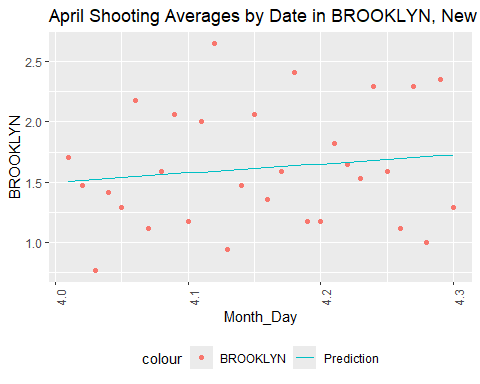 April Shooting Averages by Date in BROOKLYN, New
2.5
2.0
1.5
1.0
BROOKLYN
4.0
4.1
4.2
4.3
Month_Day
colour
BROOKLYN
Prediction